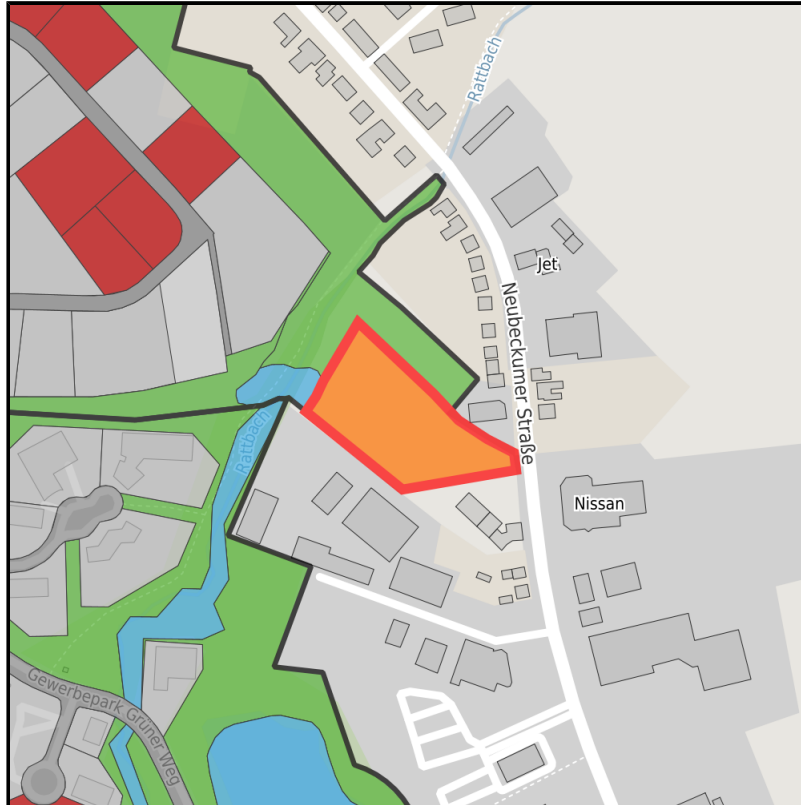 Rattbach
Jet
Neubeckumer Straße
Rattbach
Nissan
Gewerbepark Grüner Weg